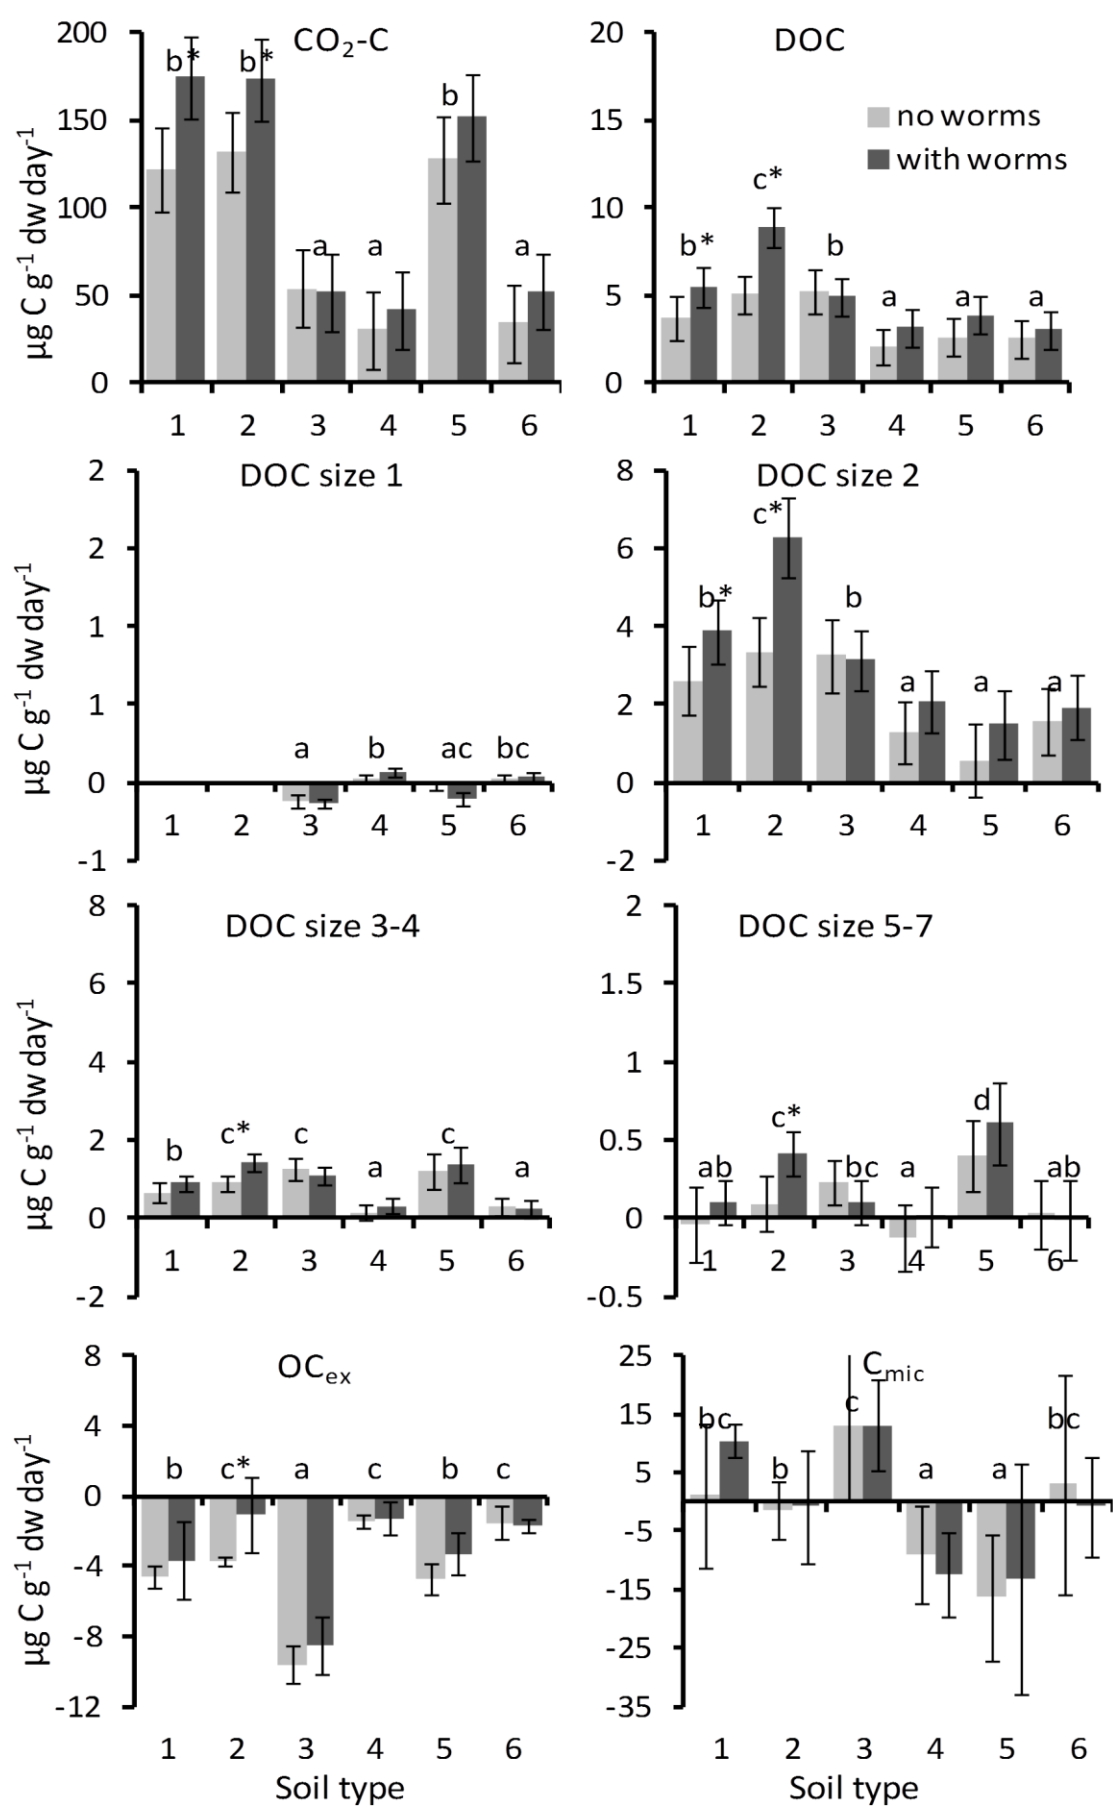 CO₂-C
µg C g⁻¹ dw day⁻¹
200
150
100
50
0
b* b* a a b a
1 2 3 4 5 6
DOC
20
15
10
5
0
no worms
with worms
b* c* b a a a
1 2 3 4 5 6
DOC size 1
µg C g⁻¹ dw day⁻¹
2
2
1
1
0
-1
a b ac bc
1 2 3 4 5 6
DOC size 2
8
6
4
2
0
-2
b* c* b a a a
1 2 3 4 5 6
DOC size 3-4
µg C g⁻¹ dw day⁻¹
8
6
4
2
0
-2
b c* c a c a
1 2 3 4 5 6
DOC size 5-7
2
1.5
1
0.5
0
-0.5
ab c* bc a d ab
1 2 3 4 5 6
OCₑₓ
µg C g⁻¹ dw day⁻¹
8
4
0
-4
-8
-12
b c* a c b c
1 2 3 4 5 6
Soil type
C_mic
25
15
5
-5
-15
-25
-35
bc b c a a bc
1 2 3 4 5 6
Soil type